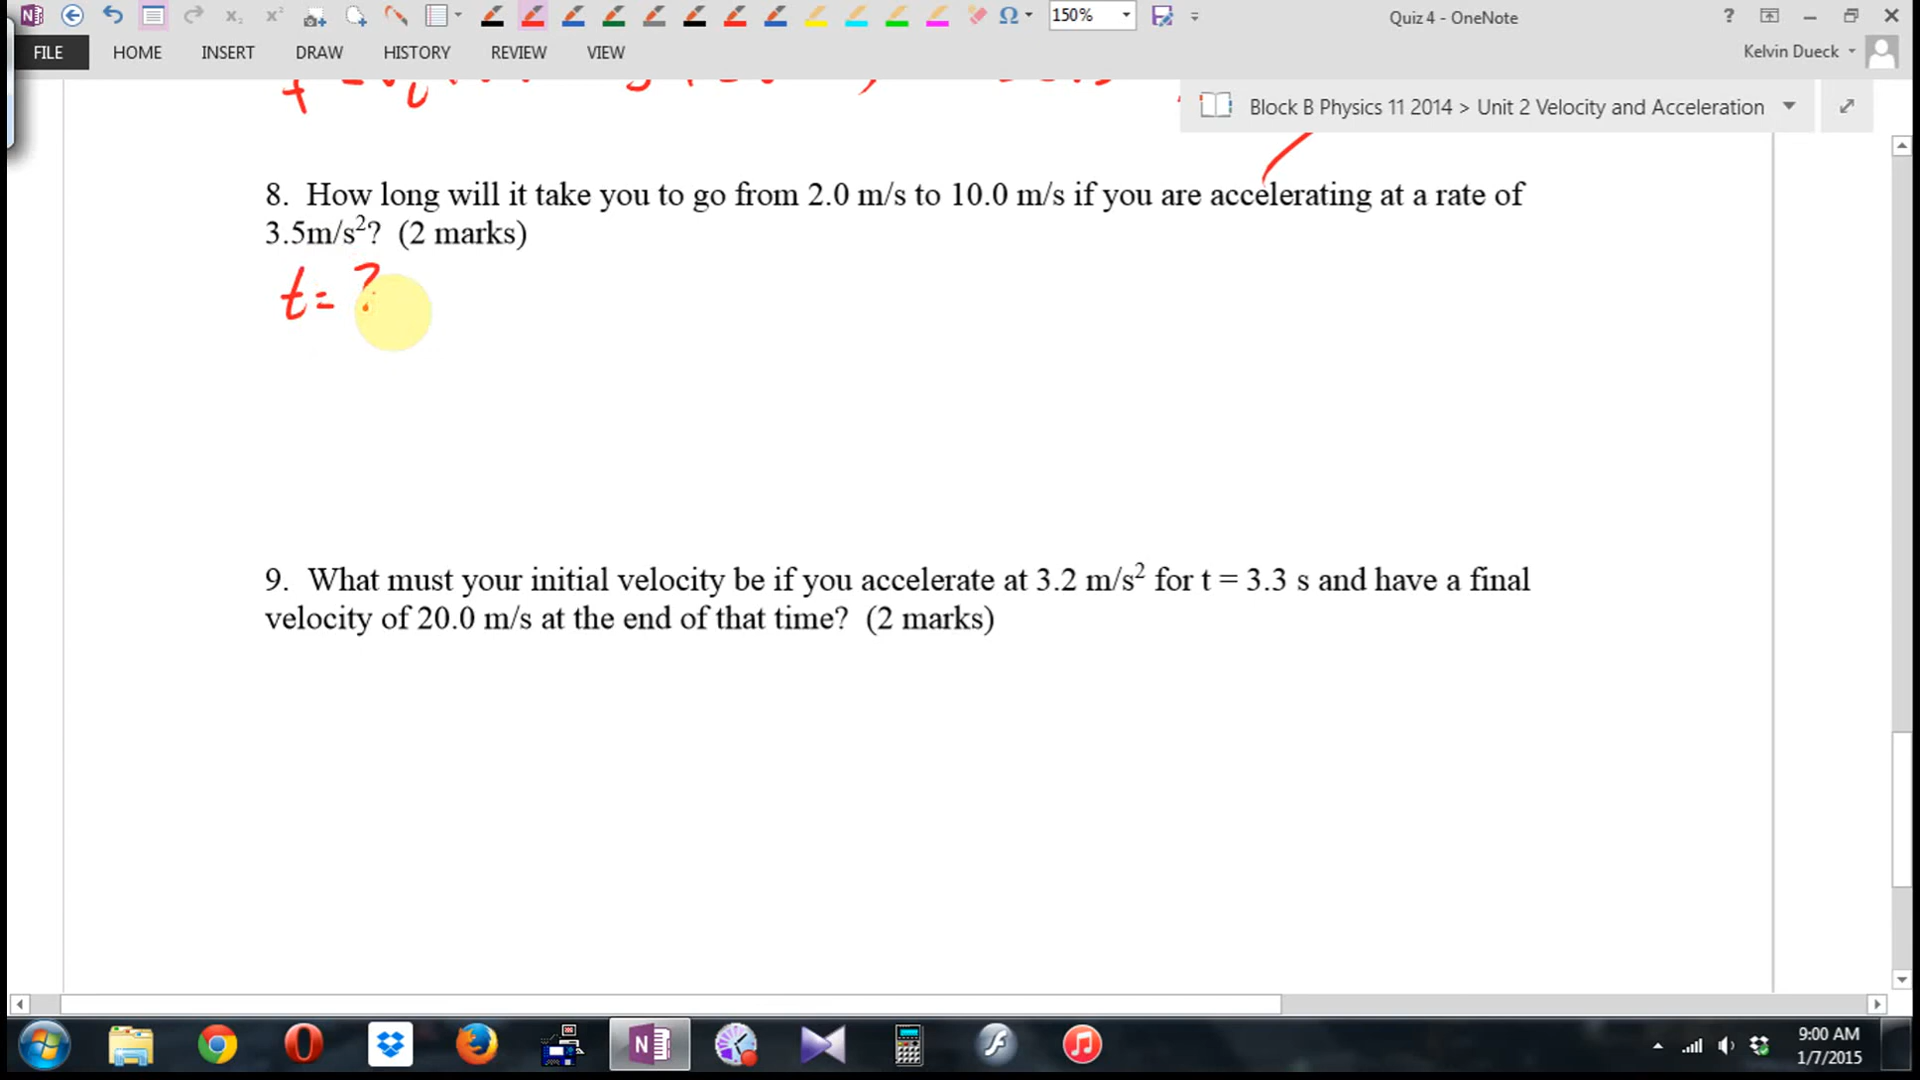 150%
Quiz 4 - OneNote
?
FILE
HOME
INSERT
DRAW
HISTORY
REVIEW
VIEW
Kelvin Dueck
Block B Physics 11 2014 > Unit 2 Velocity and Acceleration
8. How long will it take you to go from 2.0 m/s to 10.0 m/s if you are accelerating at a rate of
3.5m/s²? (2 marks)
t = ?
9. What must your initial velocity be if you accelerate at 3.2 m/s² for t = 3.3 s and have a final
velocity of 20.0 m/s at the end of that time? (2 marks)
9:00 AM
1/7/2015